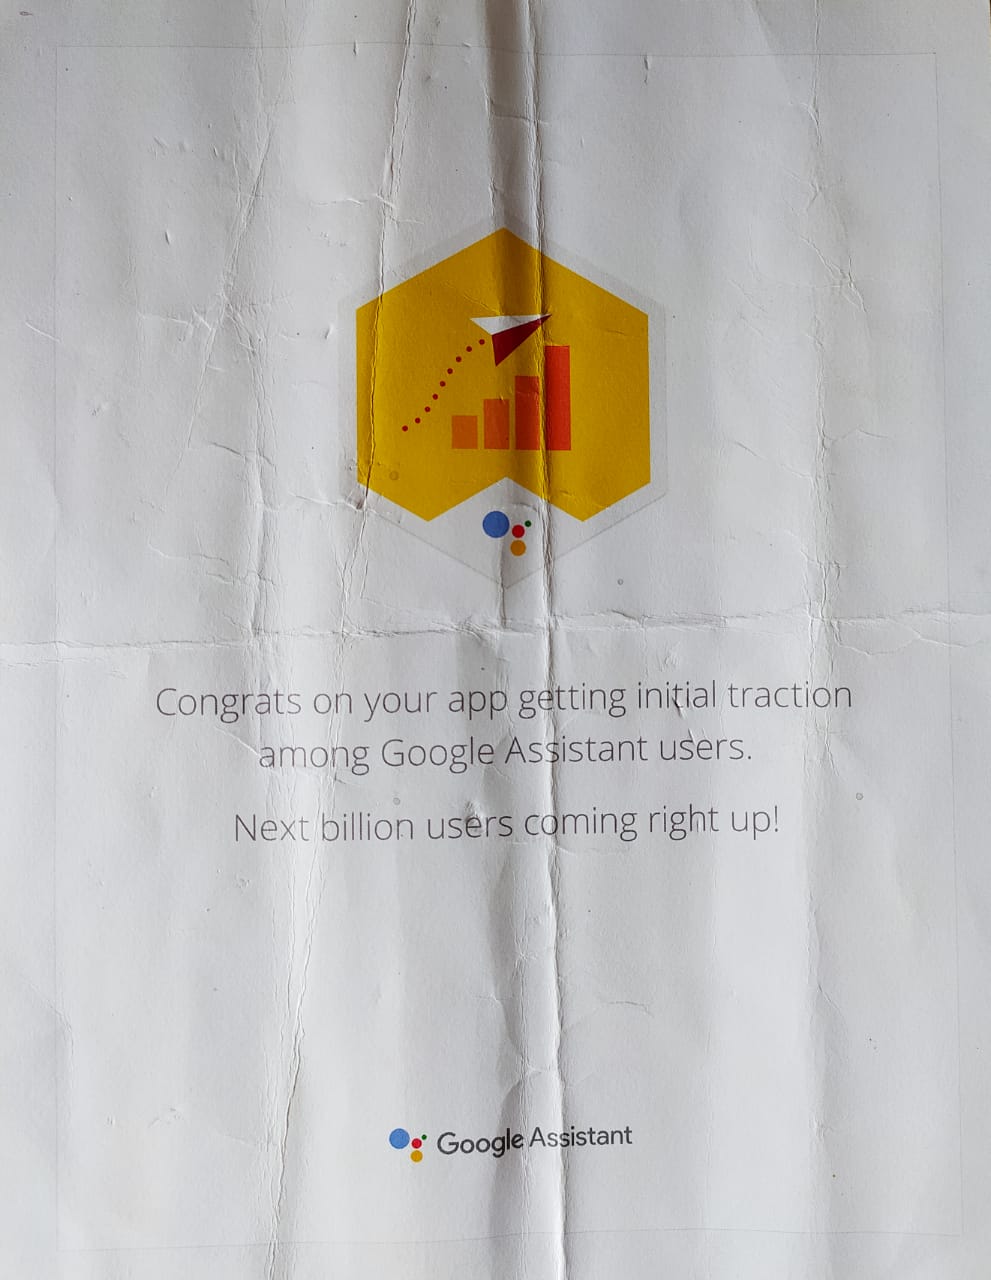 Congrats on your app getting initial traction
among Google Assistant users.
Next billion users coming right up!
Google Assistant